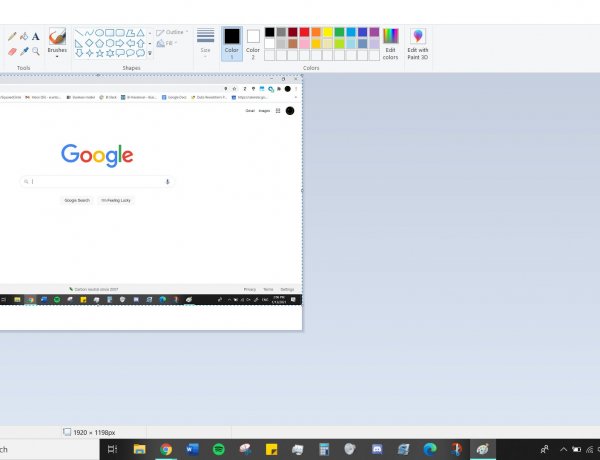 Outline
Fill
Brushes
Size
Color 1
Color 2
Edit colors
Edit with Paint 3D
Tools
Shapes
Colors
Gmail Images
Google
Google Search I'm Feeling Lucky
Carbon neutral since 2007
Privacy Terms Settings
1920 × 1198px
ch